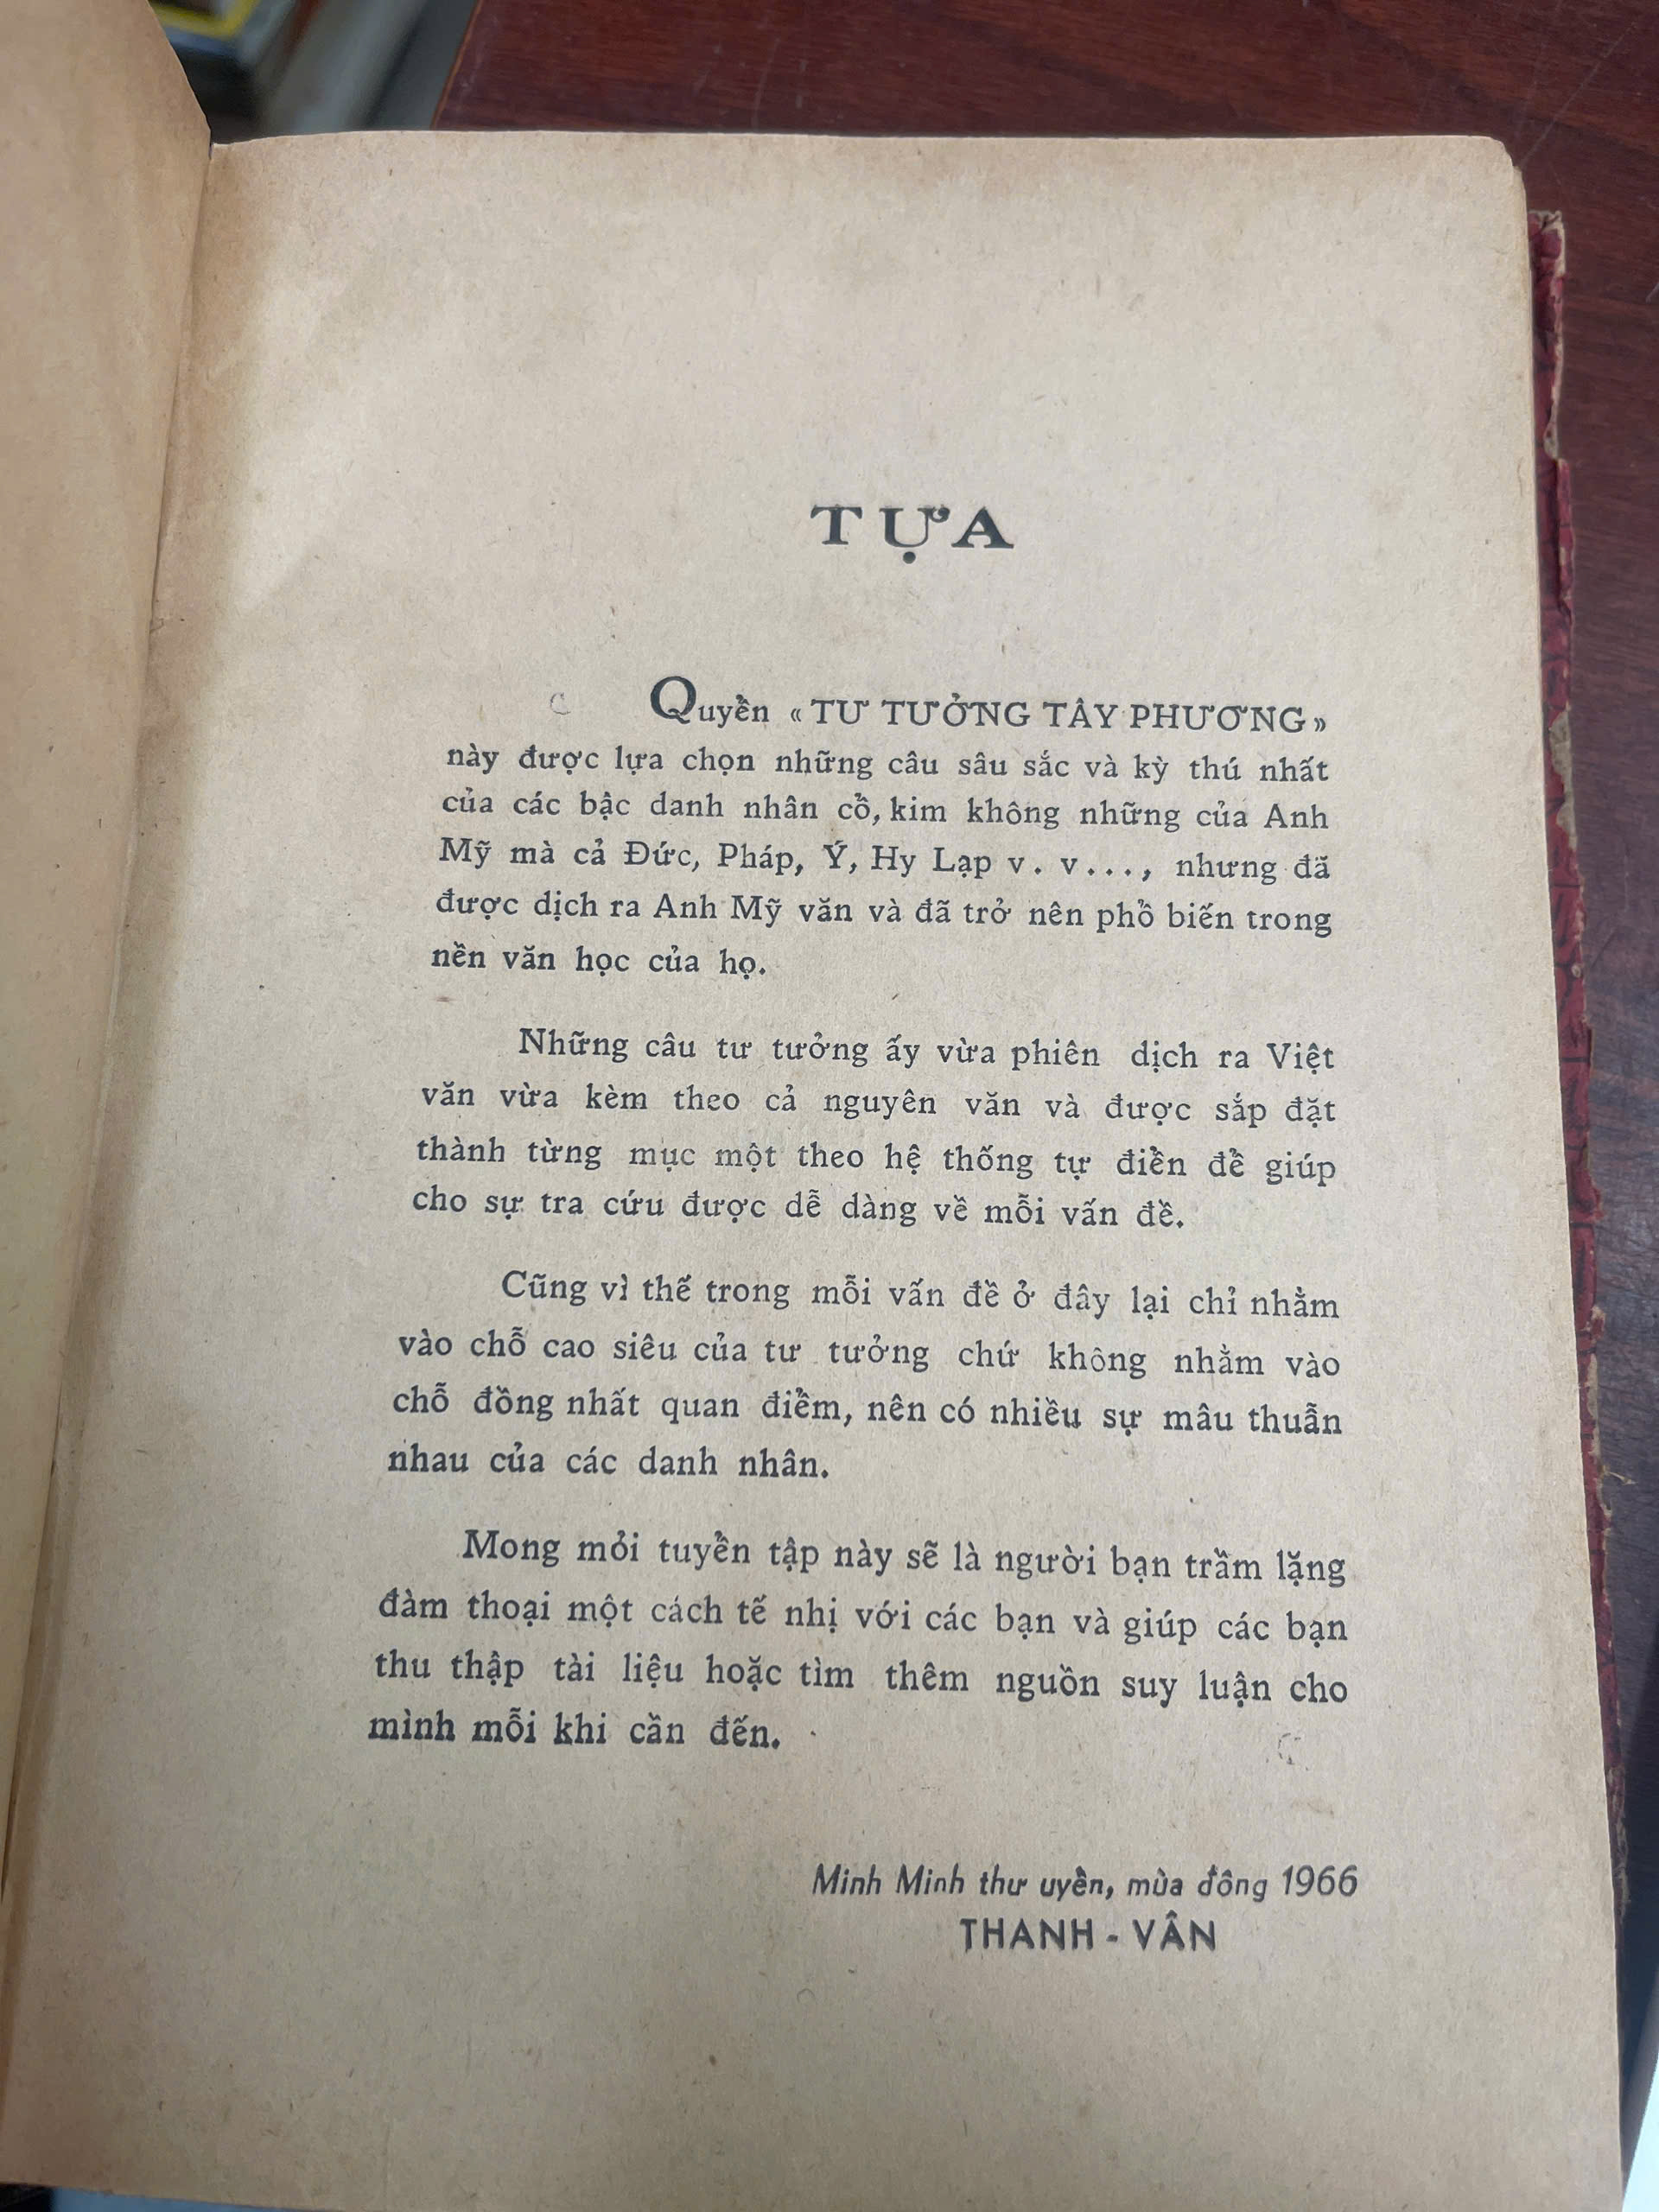 TỰA
Quyển « TƯ TƯỞNG TÂY PHƯƠNG »
này được lựa chọn những câu sâu sắc và kỳ thú nhất
của các bậc danh nhân cổ, kim không những của Anh
Mỹ mà cả Đức, Pháp, Ý, Hy Lạp v. v..., nhưng đã
được dịch ra Anh Mỹ văn và đã trở nên phổ biến trong
nền văn học của họ.
Những câu tư tưởng ấy vừa phiên dịch ra Việt
văn vừa kèm theo cả nguyên văn và được sắp đặt
thành từng mục một theo hệ thống tự điển để giúp
cho sự tra cứu được dễ dàng về mỗi vấn đề.
Cũng vì thế trong mỗi vấn đề ở đây lại chỉ nhằm
vào chỗ cao siêu của tư tưởng chứ không nhằm vào
chỗ đồng nhất quan điểm, nên có nhiều sự mâu thuẫn
nhau của các danh nhân.
Mong mỏi tuyển tập này sẽ là người bạn trầm lặng
đàm thoại một cách tế nhị với các bạn và giúp các bạn
thu thập tài liệu hoặc tìm thêm nguồn suy luận cho
mình mỗi khi cần đến.
Minh Minh thư uyển, mùa đông 1966
THANH - VÂN